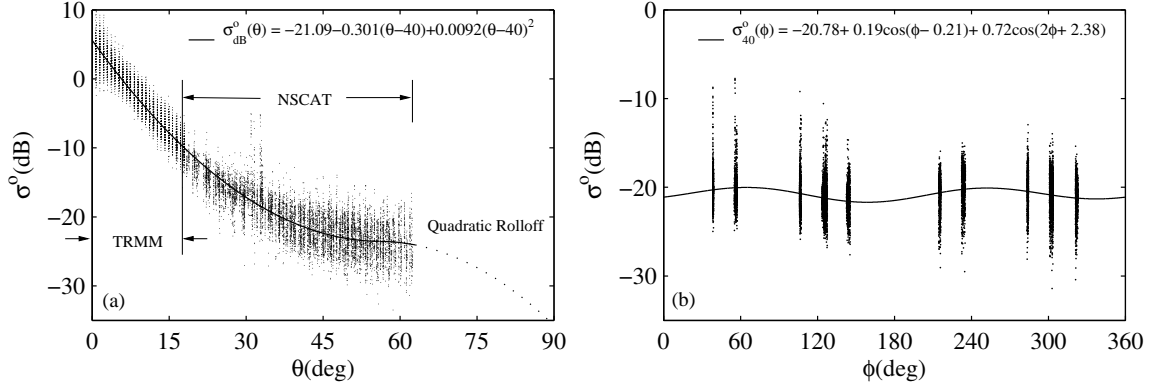 σ°dB(θ) = −21.09−0.301(θ−40)+0.0092(θ−40)²
NSCAT
TRMM
Quadratic Rolloff
(a)
σ°(dB)
10
0
−10
−20
−30
0 15 30 45 60 75 90
θ(deg)
σ°40(ϕ) = −20.78+ 0.19cos(ϕ− 0.21)+ 0.72cos(2ϕ+ 2.38)
(b)
σ°(dB)
0
−10
−20
−30
0 60 120 180 240 300 360
ϕ(deg)